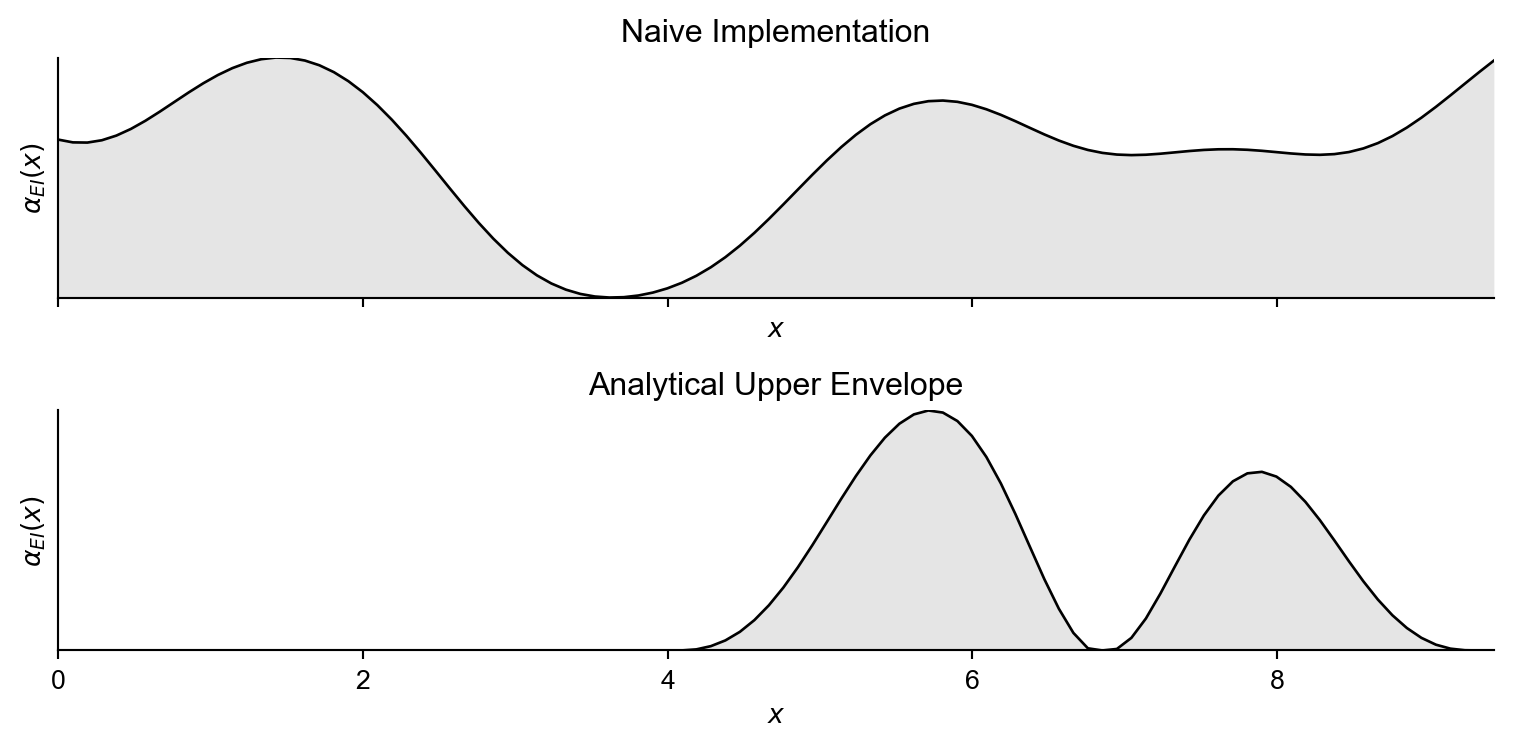 Naive Implementation
α_EI(x)
x
Analytical Upper Envelope
α_EI(x)
0 2 4 6 8
x